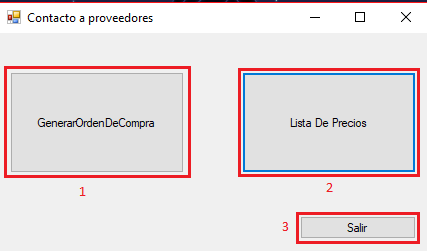 Contacto a proveedores
GenerarOrdenDeCompra
Lista De Precios
1
2
3
Salir